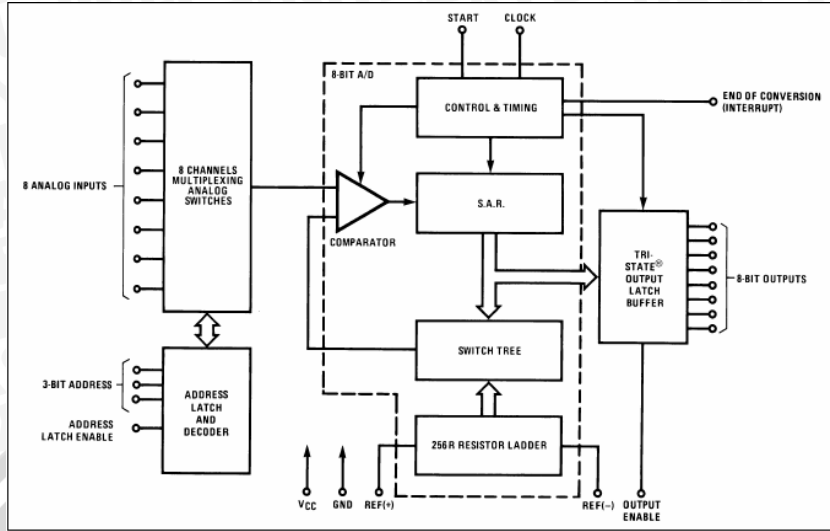 START
CLOCK
8-BIT A/D
CONTROL & TIMING
END OF CONVERSION
(INTERRUPT)
8 ANALOG INPUTS
8 CHANNELS
MULTIPLEXING
ANALOG
SWITCHES
COMPARATOR
S.A.R.
TRI-
STATE®
OUTPUT
LATCH
BUFFER
8-BIT OUTPUTS
SWITCH TREE
3-BIT ADDRESS
ADDRESS
LATCH ENABLE
ADDRESS
LATCH
AND
DECODER
256R RESISTOR LADDER
VCC
GND
REF(+)
REF(−)
OUTPUT
ENABLE